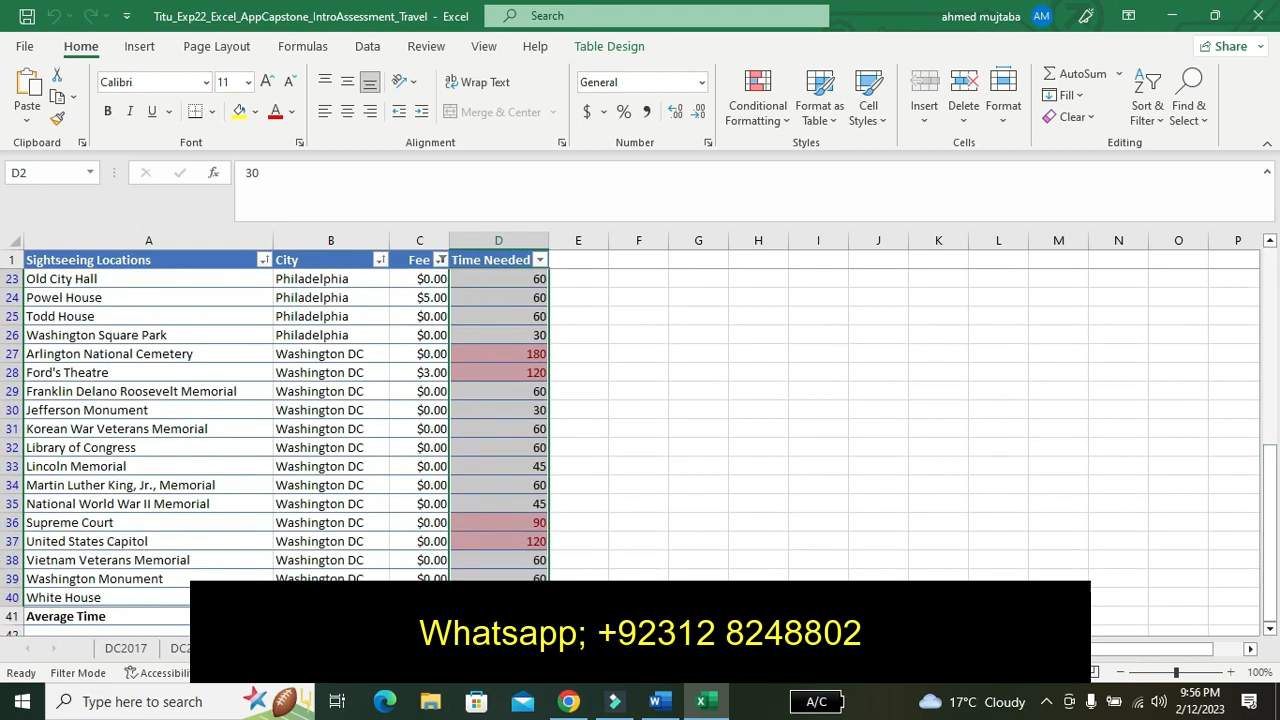 Titu_Exp22_Excel_AppCapstone_IntroAssessment_Travel - Excel
Search
ahmed mujtaba AM
File Home Insert Page Layout Formulas Data Review View Help Table Design Share
Paste
Calibri 11
B I U
Wrap Text
Merge & Center
General
$ % ,
Conditional Formatting
Format as Table
Cell Styles
Insert Delete Format
AutoSum
Fill
Clear
Sort & Filter
Find & Select
Clipboard Font Alignment Number Styles Cells Editing
D2 fx 30
A B C D E F G H I J K L M N O P
1 Sightseeing Locations City Fee Time Needed
23 Old City Hall Philadelphia $0.00 60
24 Powel House Philadelphia $5.00 60
25 Todd House Philadelphia $0.00 60
26 Washington Square Park Philadelphia $0.00 30
27 Arlington National Cemetery Washington DC $0.00 180
28 Ford's Theatre Washington DC $3.00 120
29 Franklin Delano Roosevelt Memorial Washington DC $0.00 60
30 Jefferson Monument Washington DC $0.00 30
31 Korean War Veterans Memorial Washington DC $0.00 60
32 Library of Congress Washington DC $0.00 60
33 Lincoln Memorial Washington DC $0.00 45
34 Martin Luther King, Jr., Memorial Washington DC $0.00 60
35 National World War II Memorial Washington DC $0.00 45
36 Supreme Court Washington DC $0.00 90
37 United States Capitol Washington DC $0.00 120
38 Vietnam Veterans Memorial Washington DC $0.00 60
39 Washington Monument Washington DC $0.00 60
40 White House
41 Average Time
42
Whatsapp; +92312 8248802
DC2017
Ready Filter Mode 100%
Type here to search
A/C
17°C Cloudy
9:56 PM
2/12/2023